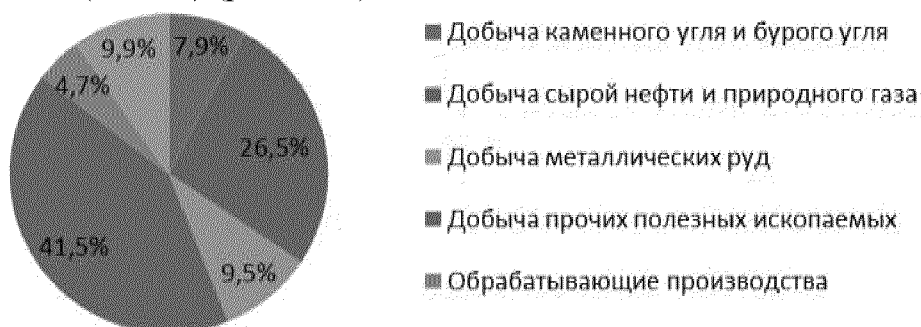 9,9% 7,9%
4,7%
26,5%
41,5%
9,5%
Добыча каменного угля и бурого угля
Добыча сырой нефти и природного газа
Добыча металлических руд
Добыча прочих полезных ископаемых
Обрабатывающие производства